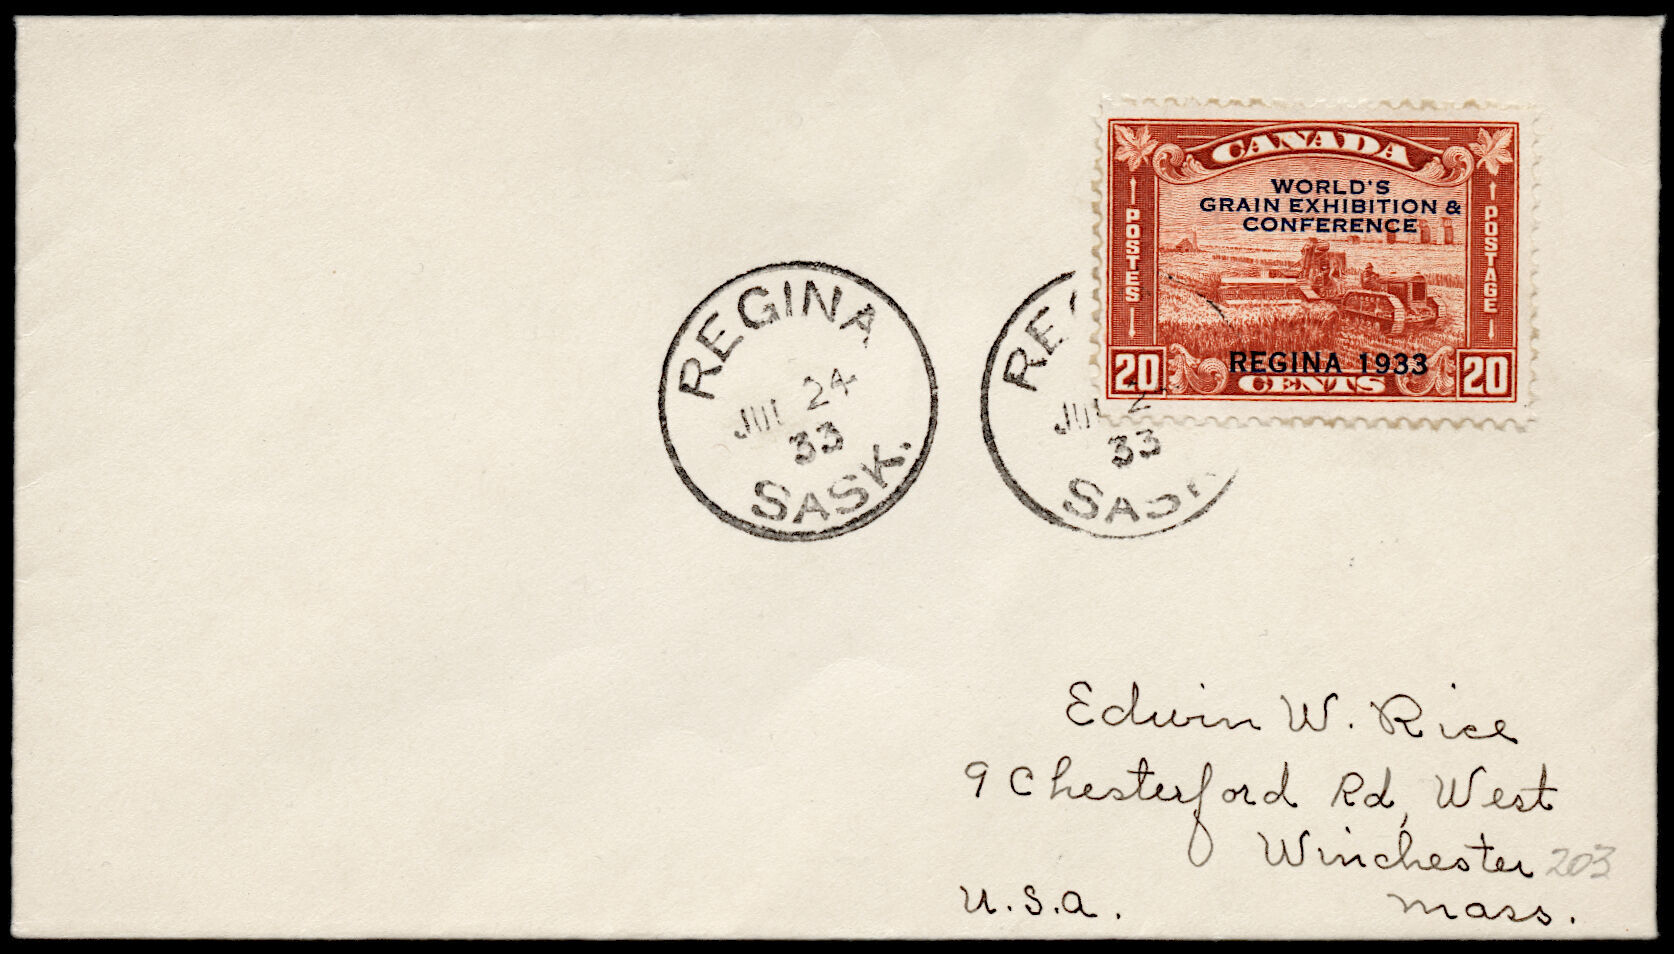 CANADA
WORLD'S
GRAIN EXHIBITION &
CONFERENCE
POSTES
POSTAGE
REGINA 1933
20 CENTS 20
REGINA
JUL 24
33
SASK.
33
Edwin W. Rice
9 Chesterford Rd, West
Winchester 203
U.S.A. Mass.